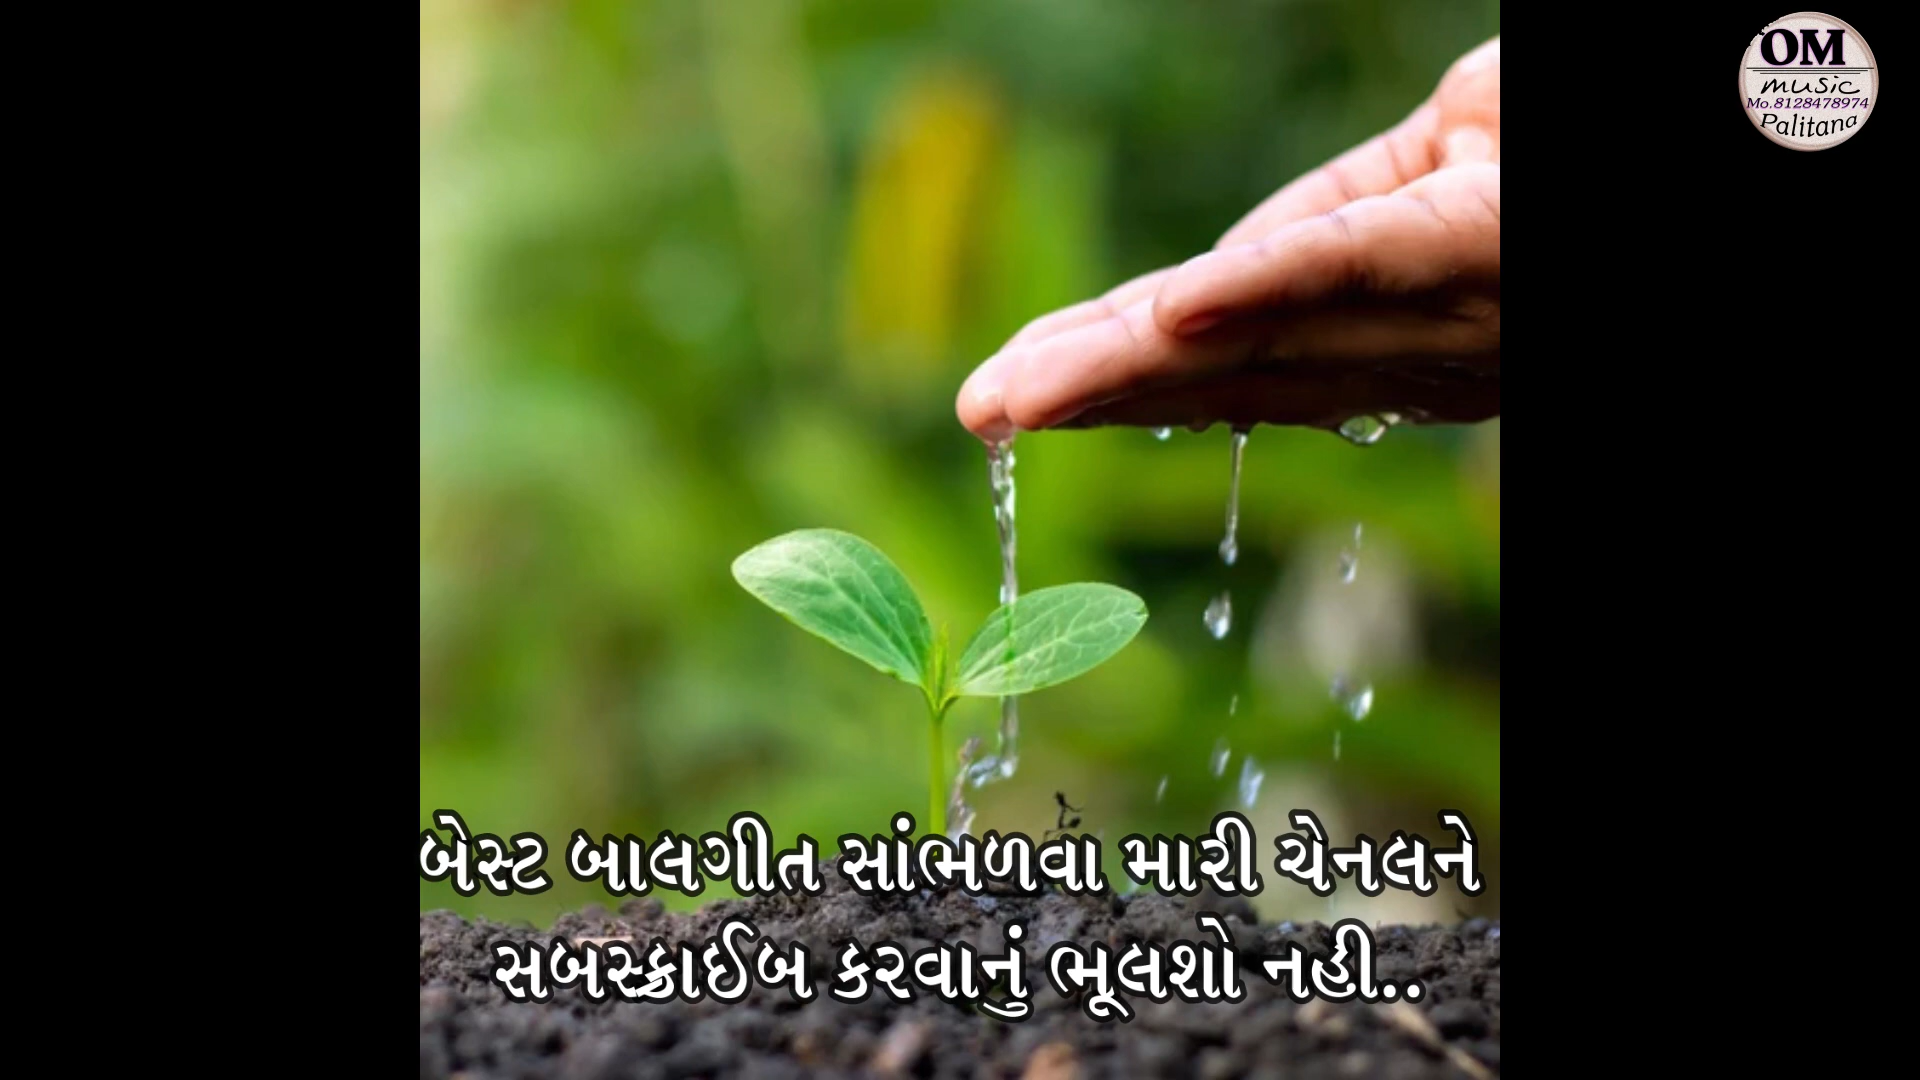 OM
music
Mo.8128478974
Palitana
બેસ્ટ બાલગીત સાંભળવા મારી ચેનલને
સબસ્ક્રાઈબ કરવાનું ભૂલશો નહી..